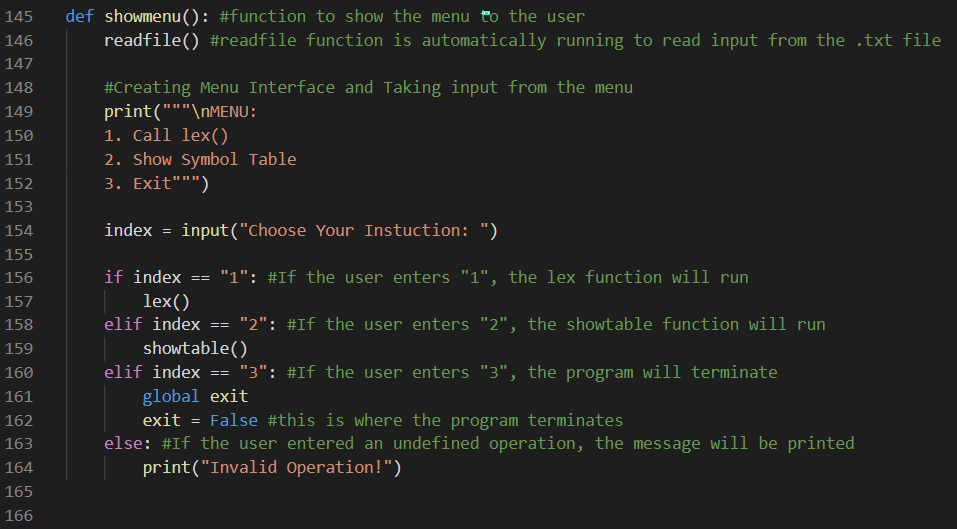 145 def showmenu(): #function to show the menu to the user
146     readfile() #readfile function is automatically running to read input from the .txt file
147
148     #Creating Menu Interface and Taking input from the menu
149     print("""\nMENU:
150     1. Call lex()
151     2. Show Symbol Table
152     3. Exit""")
153
154     index = input("Choose Your Instuction: ")
155
156     if index == "1": #If the user enters "1", the lex function will run
157         lex()
158     elif index == "2": #If the user enters "2", the showtable function will run
159         showtable()
160     elif index == "3": #If the user enters "3", the program will terminate
161         global exit
162         exit = False #this is where the program terminates
163     else: #If the user entered an undefined operation, the message will be printed
164         print("Invalid Operation!")
165
166